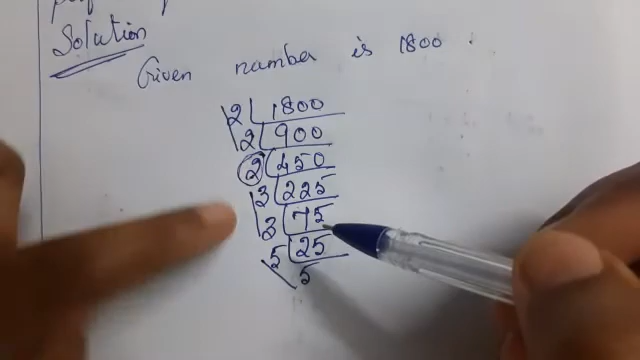 Solution
Given number is 1800.
2 | 1800
2 | 900
2 | 450
3 | 225
3 | 75
5 | 25
5